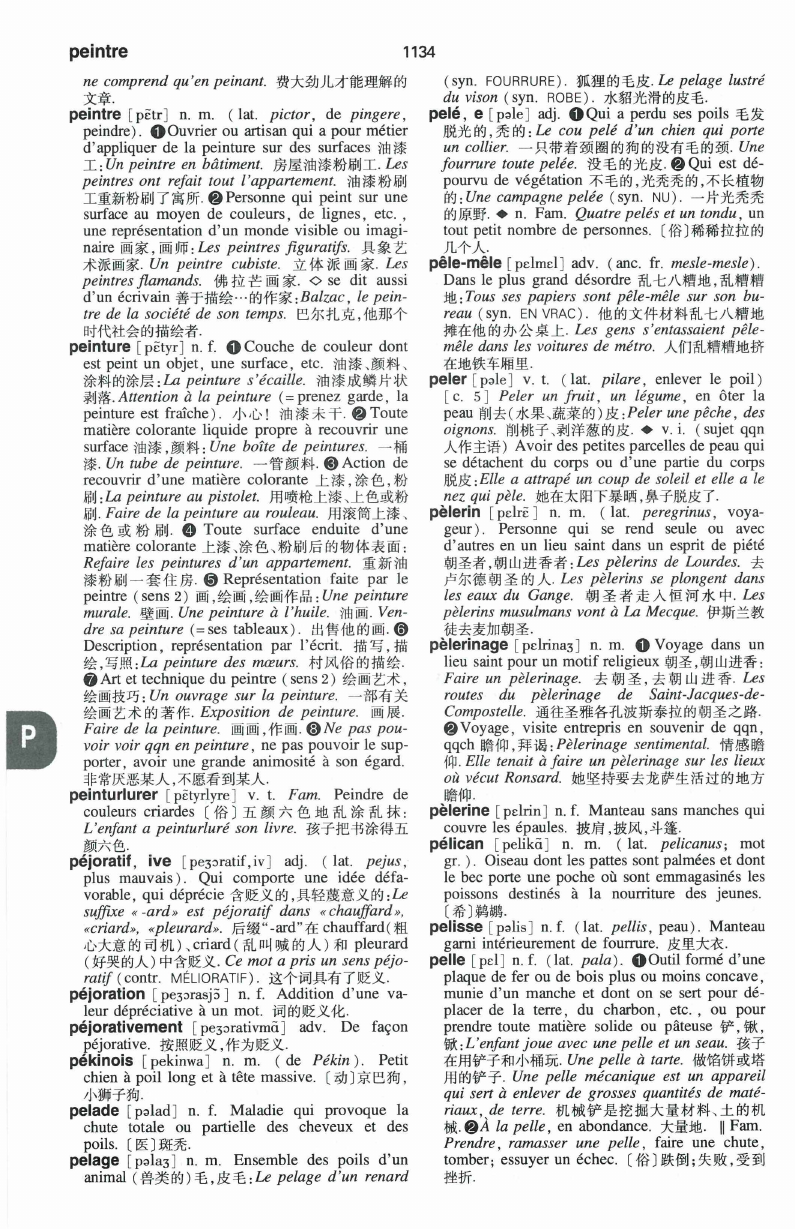 peintre
1134
ne comprend qu'en peinant. 费大劲儿才能理解的
文章.
peintre [pɛ̃tr] n. m. (lat. pictor, de pingere,
peindre). ❶Ouvrier ou artisan qui a pour métier
d'appliquer de la peinture sur des surfaces 油漆
工:Un peintre en bâtiment. 房屋油漆粉刷工. Les
peintres ont refait tout l'appartement. 油漆粉刷
工重新粉刷了寓所. ❷Personne qui peint sur une
surface au moyen de couleurs, de lignes, etc.,
une représentation d'un monde visible ou imagi-
naire 画家,画师:Les peintres figuratifs. 具象艺
术派画家. Un peintre cubiste. 立体派画家. Les
peintres flamands. 佛拉芒画家. ◇ se dit aussi
d'un écrivain 善于描绘…的作家:Balzac, le pein-
tre de la société de son temps. 巴尔扎克,他那个
时代社会的描绘者.
peinture [pɛ̃tyr] n. f. ❶Couche de couleur dont
est peint un objet, une surface, etc. 油漆、颜料、
涂料的涂层:La peinture s'écaille. 油漆成鳞片状
剥落. Attention à la peinture (= prenez garde, la
peinture est fraîche). 小心! 油漆未干. ❷Toute
matière colorante liquide propre à recouvrir une
surface 油漆,颜料:Une boîte de peintures. 一桶
漆. Un tube de peinture. 一管颜料. ❸Action de
recouvrir d'une matière colorante 上漆,涂色,粉
刷:La peinture au pistolet. 用喷枪上漆、上色或粉
刷. Faire de la peinture au rouleau. 用滚筒上漆、
涂色或粉刷. ❹ Toute surface enduite d'une
matière colorante 上漆、涂色、粉刷后的物体表面:
Refaire les peintures d'un appartement. 重新油
漆粉刷一套住房. ❺ Représentation faite par le
peintre (sens 2) 画,绘画,绘画作品:Une peinture
murale. 壁画. Une peinture à l'huile. 油画. Ven-
dre sa peinture (= ses tableaux). 出售他的画. ❻
Description, représentation par l'écrit. 描写,描
绘,写照:La peinture des mœurs. 村风俗的描绘.
❼Art et technique du peintre (sens 2) 绘画艺术,
绘画技巧:Un ouvrage sur la peinture. 一部有关
绘画艺术的著作. Exposition de peinture. 画展.
Faire de la peinture. 画画,作画. ❽Ne pas pou-
voir voir qqn en peinture, ne pas pouvoir le sup-
porter, avoir une grande animosité à son égard.
非常厌恶某人,不愿看到某人.
peinturlurer [pɛ̃tyrlyre] v. t. Fam. Peindre de
couleurs criardes〔俗〕五颜六色地乱涂乱抹:
L'enfant a peinturluré son livre. 孩子把书涂得五
颜六色.
péjoratif, ive [peʒɔratif,iv] adj. (lat. pejus,
plus mauvais). Qui comporte une idée défa-
vorable, qui déprécie 含贬义的,具轻蔑意义的:Le
suffixe « -ard» est péjoratif dans «chauffard»,
«criard», «pleurard». 后缀“-ard”在 chauffard(粗
心大意的司机)、criard(乱叫喊的人)和 pleurard
(好哭的人)中含贬义. Ce mot a pris un sens péjo-
ratif (contr. MÉLIORATIF). 这个词具有了贬义.
péjoration [peʒɔrasjɔ̃] n. f. Addition d'une va-
leur dépréciative à un mot. 词的贬义化.
péjorativement [peʒɔrativmɑ̃] adv. De façon
péjorative. 按照贬义,作为贬义.
pékinois [pekinwa] n. m. (de Pékin). Petit
chien à poil long et à tête massive. 〔动〕京巴狗,
小狮子狗.
pelade [pəlad] n. f. Maladie qui provoque la
chute totale ou partielle des cheveux et des
poils. 〔医〕斑秃.
pelage [pəlaʒ] n. m. Ensemble des poils d'un
animal (兽类的)毛,皮毛:Le pelage d'un renard
(syn. FOURRURE). 狐狸的毛皮. Le pelage lustré
du vison (syn. ROBE). 水貂光滑的皮毛.
pelé, e [pəle] adj. ❶Qui a perdu ses poils 毛发
脱光的,秃的:Le cou pelé d'un chien qui porte
un collier. 一只带着颈圈的狗的没有毛的颈. Une
fourrure toute pelée. 没毛的光皮. ❷Qui est dé-
pourvu de végétation 不毛的,光秃秃的,不长植物
的:Une campagne pelée (syn. NU). 一片光秃秃
的原野. ◆ n. Fam. Quatre pelés et un tondu, un
tout petit nombre de personnes. 〔俗〕稀稀拉拉的
几个人.
pêle-mêle [pɛlmɛl] adv. (anc. fr. mesle-mesle).
Dans le plus grand désordre 乱七八糟地,乱糟糟
地:Tous ses papiers sont pêle-mêle sur son bu-
reau (syn. EN VRAC). 他的文件材料乱七八糟地
摊在他的办公桌上. Les gens s'entassaient pêle-
mêle dans les voitures de métro. 人们乱糟糟地挤
在地铁车厢里.
peler [pəle] v. t. (lat. pilare, enlever le poil)
[c. 5] Peler un fruit, un légume, en ôter la
peau 削去(水果、蔬菜的)皮:Peler une pêche, des
oignons. 削桃子、剥洋葱的皮. ◆ v. i. (sujet qqn
人作主语) Avoir des petites parcelles de peau qui
se détachent du corps ou d'une partie du corps
脱皮:Elle a attrapé un coup de soleil et elle a le
nez qui pèle. 她在太阳下暴晒,鼻子脱皮了.
pèlerin [pɛlrɛ̃] n. m. (lat. peregrinus, voya-
geur). Personne qui se rend seule ou avec
d'autres en un lieu saint dans un esprit de piété
朝圣者,朝山进香者:Les pèlerins de Lourdes. 去
卢尔德朝圣的人. Les pèlerins se plongent dans
les eaux du Gange. 朝圣者走人恒河水中. Les
pèlerins musulmans vont à La Mecque. 伊斯兰教
徒去麦加朝圣.
pèlerinage [pɛlrinaʒ] n. m. ❶ Voyage dans un
lieu saint pour un motif religieux 朝圣,朝山进香:
Faire un pèlerinage. 去朝圣,去朝山进香. Les
routes du pèlerinage de Saint-Jacques-de-
Compostelle. 通往圣雅各孔波斯泰拉的朝圣之路.
❷Voyage, visite entrepris en souvenir de qqn,
qqch 瞻仰,拜谒:Pèlerinage sentimental. 情感瞻
仰. Elle tenait à faire un pèlerinage sur les lieux
où vécut Ronsard. 她坚持要去龙萨生活过的地方
瞻仰.
pèlerine [pɛlrin] n. f. Manteau sans manches qui
couvre les épaules. 披肩,披风,斗篷.
pélican [pelikɑ̃] n. m. (lat. pelicanus; mot
gr.). Oiseau dont les pattes sont palmées et dont
le bec porte une poche où sont emmagasinés les
poissons destinés à la nourriture des jeunes.
〔希〕鹈鹕.
pelisse [pəlis] n. f. (lat. pellis, peau). Manteau
garni intérieurement de fourrure. 皮里大衣.
pelle [pɛl] n. f. (lat. pala). ❶Outil formé d'une
plaque de fer ou de bois plus ou moins concave,
munie d'un manche et dont on se sert pour dé-
placer de la terre, du charbon, etc., ou pour
prendre toute matière solide ou pâteuse 铲,锹,
锨:L'enfant joue avec une pelle et un seau. 孩子
在用铲子和小桶玩. Une pelle à tarte. 做馅饼或塔
用的铲子. Une pelle mécanique est un appareil
qui sert à enlever de grosses quantités de maté-
riaux, de terre. 机械铲是挖掘大量材料、土的机
械. ❷À la pelle, en abondance. 大量地. ‖ Fam.
Prendre, ramasser une pelle, faire une chute,
tomber; essuyer un échec. 〔俗〕跌倒;失败,受到
挫折.
P